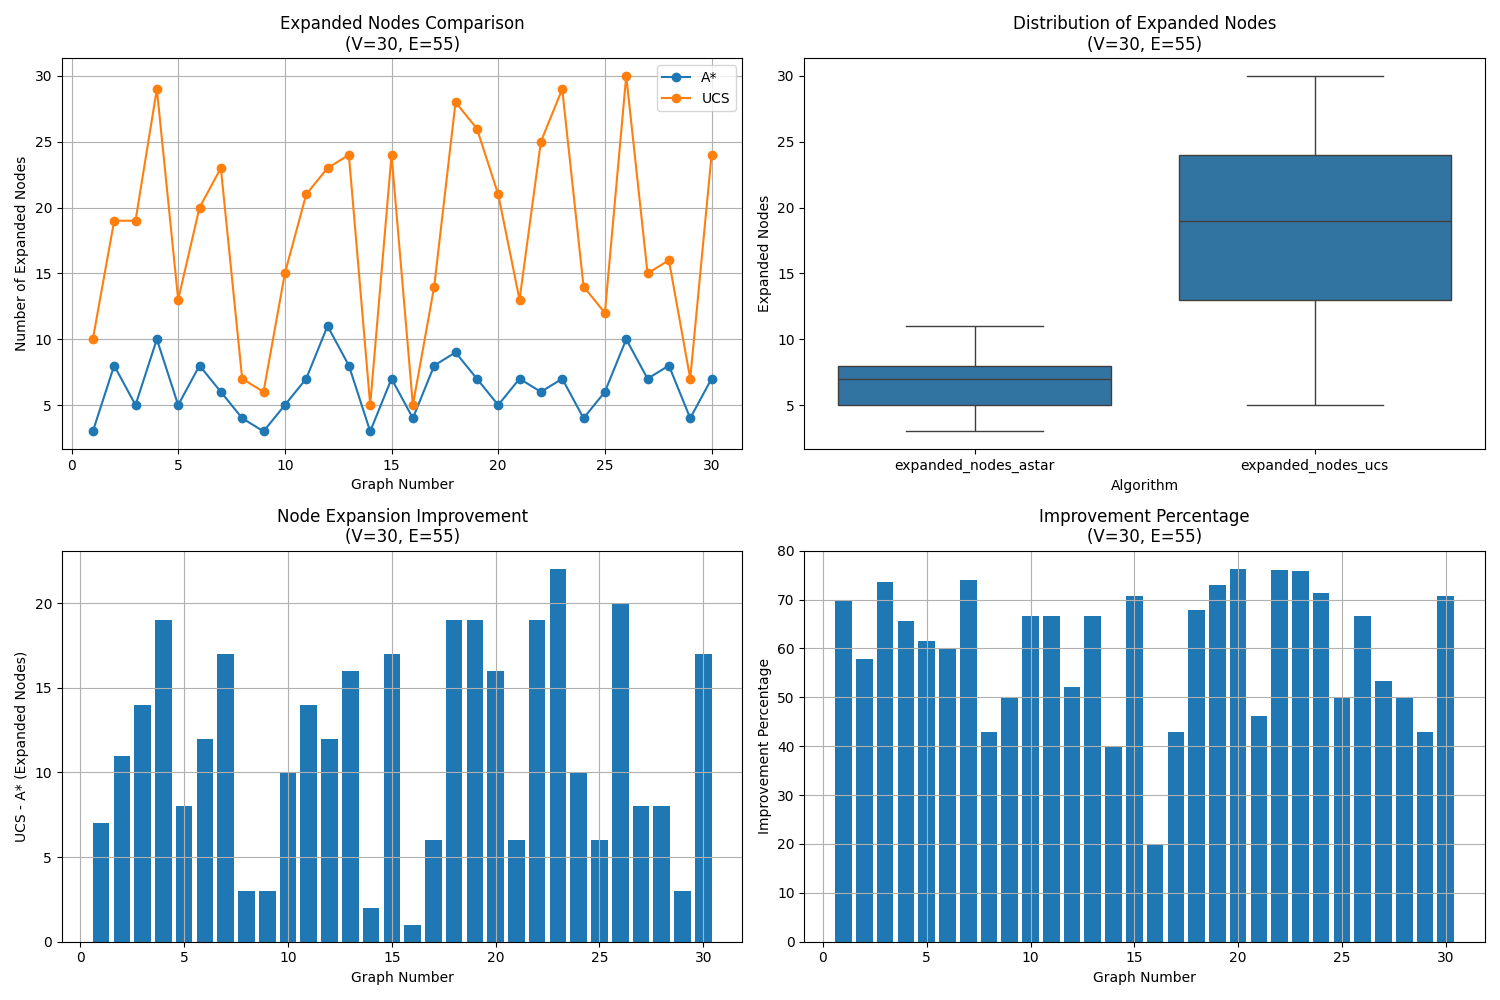 Expanded Nodes Comparison
(V=30, E=55)
Number of Expanded Nodes
30
25
20
15
10
5
A*
UCS
0 5 10 15 20 25 30
Graph Number
Distribution of Expanded Nodes
(V=30, E=55)
Expanded Nodes
30
25
20
15
10
5
expanded_nodes_astar expanded_nodes_ucs
Algorithm
Node Expansion Improvement
(V=30, E=55)
UCS - A* (Expanded Nodes)
20
15
10
5
0
0 5 10 15 20 25 30
Graph Number
Improvement Percentage
(V=30, E=55)
Improvement Percentage
80
70
60
50
40
30
20
10
0
0 5 10 15 20 25 30
Graph Number